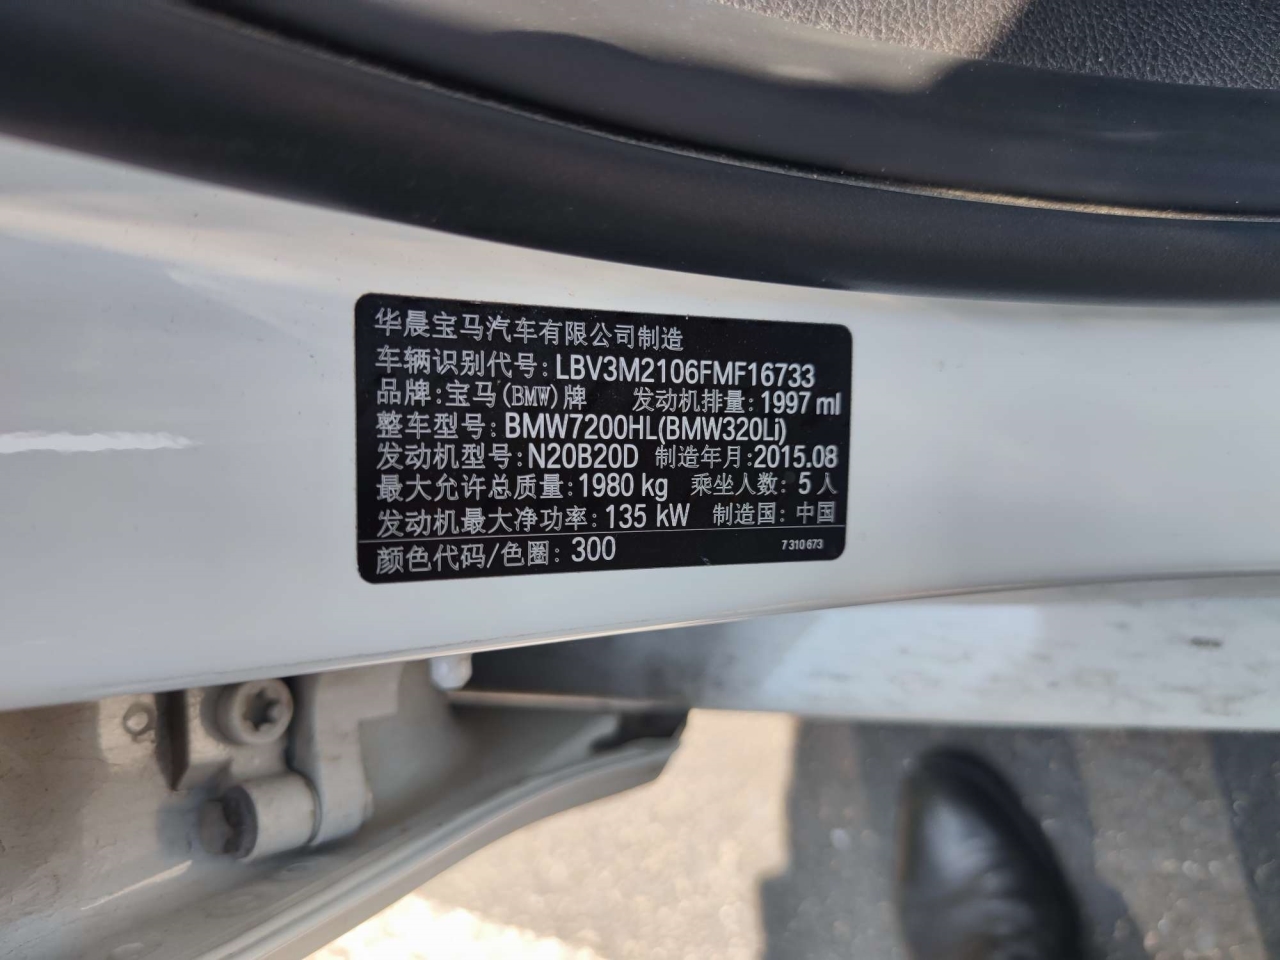 华晨宝马汽车有限公司制造
车辆识别代号: LBV3M2106FMF16733
品牌: 宝马(BMW)牌 发动机排量: 1997 ml
整车型号: BMW7200HL(BMW320Li)
发动机型号: N20B20D 制造年月: 2015.08
最大允许总质量: 1980 kg 乘坐人数: 5 人
发动机最大净功率: 135 kW 制造国: 中国
颜色代码/色圈: 300 7 310 673